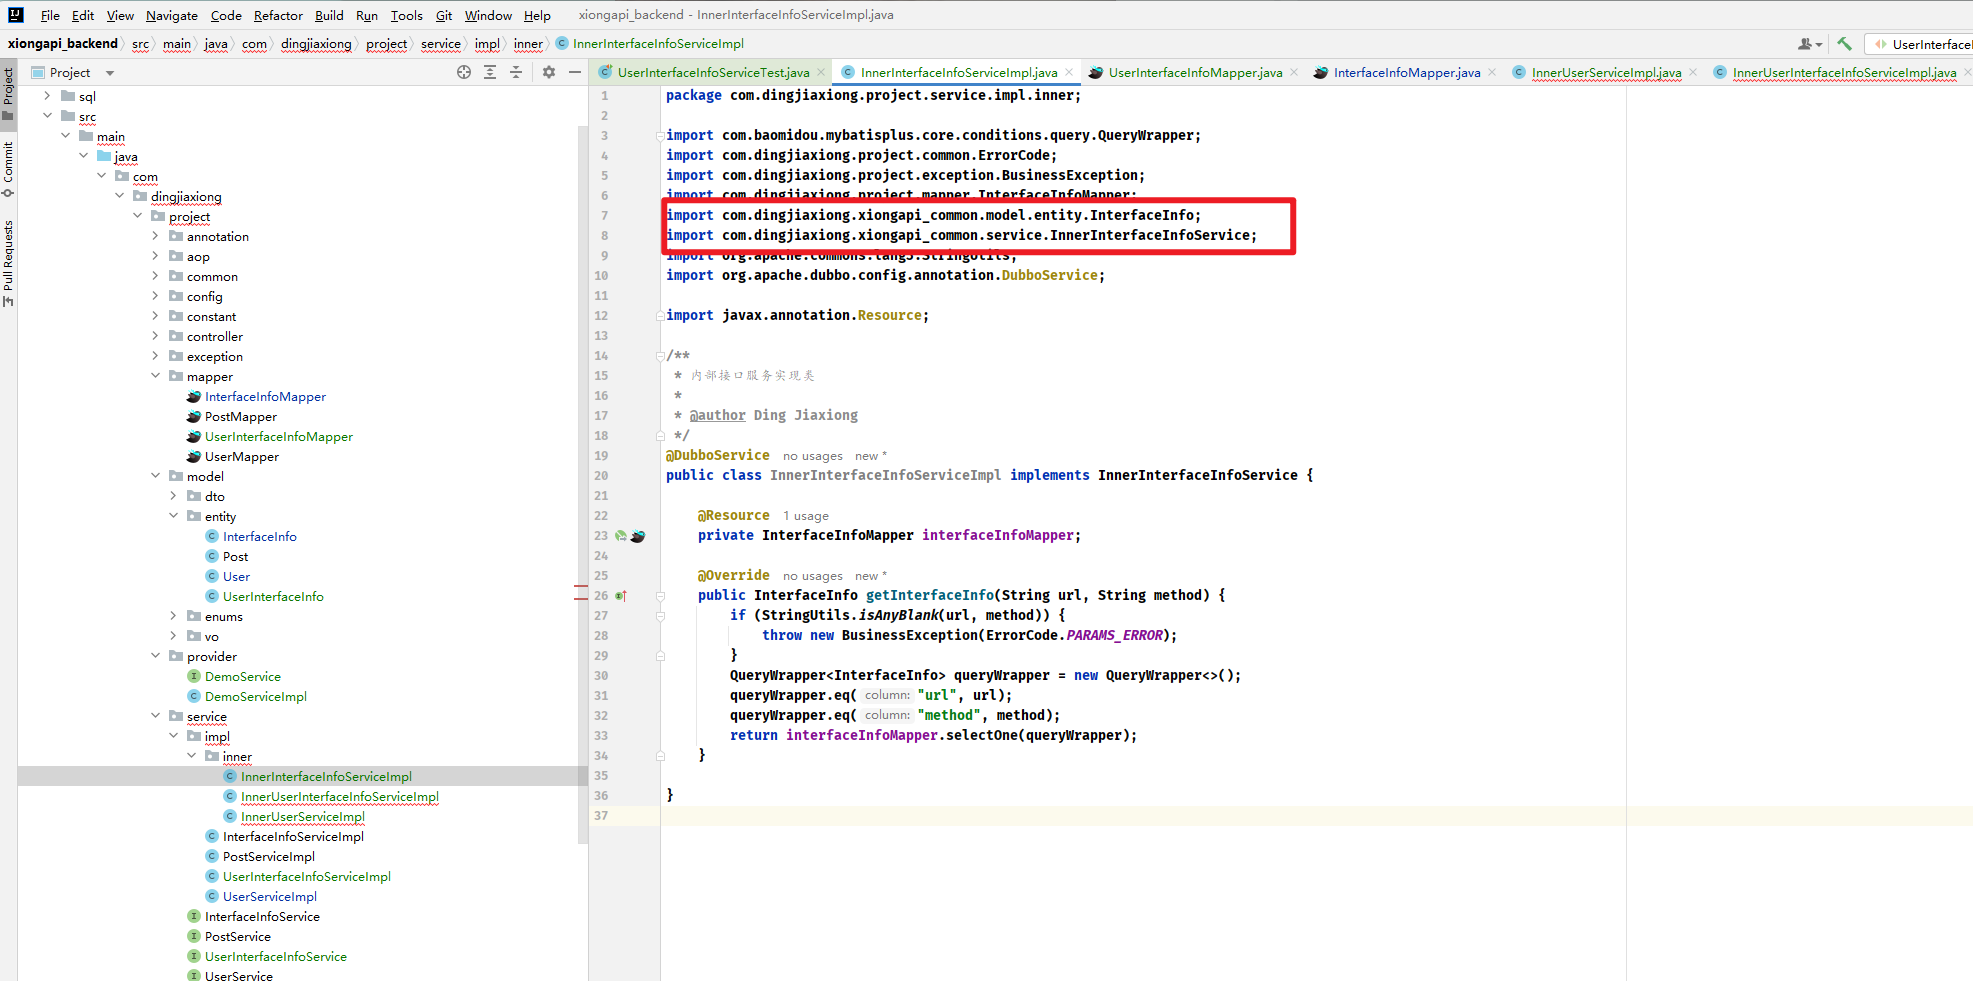 File Edit View Navigate Code Refactor Build Run Tools Git Window Help xiongapi_backend - InnerInterfaceInfoServiceImpl.java
xiongapi_backend src main java com dingjiaxiong project service impl inner InnerInterfaceInfoServiceImpl UserInterfaceI
Project
UserInterfaceInfoServiceTest.java InnerInterfaceInfoServiceImpl.java UserInterfaceInfoMapper.java InterfaceInfoMapper.java InnerUserServiceImpl.java InnerUserInterfaceInfoServiceImpl.java
Project
Commit
Pull Requests
sql
src
main
java
com
dingjiaxiong
project
annotation
aop
common
config
constant
controller
exception
mapper
InterfaceInfoMapper
PostMapper
UserInterfaceInfoMapper
UserMapper
model
dto
entity
InterfaceInfo
Post
User
UserInterfaceInfo
enums
vo
provider
DemoService
DemoServiceImpl
service
impl
inner
InnerInterfaceInfoServiceImpl
InnerUserInterfaceInfoServiceImpl
InnerUserServiceImpl
InterfaceInfoServiceImpl
PostServiceImpl
UserInterfaceInfoServiceImpl
UserServiceImpl
InterfaceInfoService
PostService
UserInterfaceInfoService
UserService
1 package com.dingjiaxiong.project.service.impl.inner;
2
3 import com.baomidou.mybatisplus.core.conditions.query.QueryWrapper;
4 import com.dingjiaxiong.project.common.ErrorCode;
5 import com.dingjiaxiong.project.exception.BusinessException;
6 import com.dingjiaxiong.project.mapper.InterfaceInfoMapper;
7 import com.dingjiaxiong.xiongapi_common.model.entity.InterfaceInfo;
8 import com.dingjiaxiong.xiongapi_common.service.InnerInterfaceInfoService;
9 import org.apache.commons.lang3.StringUtils;
10 import org.apache.dubbo.config.annotation.DubboService;
11
12 import javax.annotation.Resource;
13
14 /**
15 * 内部接口服务实现类
16 *
17 * @author Ding Jiaxiong
18 */
19 @DubboService no usages new *
20 public class InnerInterfaceInfoServiceImpl implements InnerInterfaceInfoService {
21
22 @Resource 1 usage
23 private InterfaceInfoMapper interfaceInfoMapper;
24
25 @Override no usages new *
26 public InterfaceInfo getInterfaceInfo(String url, String method) {
27 if (StringUtils.isAnyBlank(url, method)) {
28 throw new BusinessException(ErrorCode.PARAMS_ERROR);
29 }
30 QueryWrapper<InterfaceInfo> queryWrapper = new QueryWrapper<>();
31 queryWrapper.eq( column: "url", url);
32 queryWrapper.eq( column: "method", method);
33 return interfaceInfoMapper.selectOne(queryWrapper);
34 }
35
36 }
37